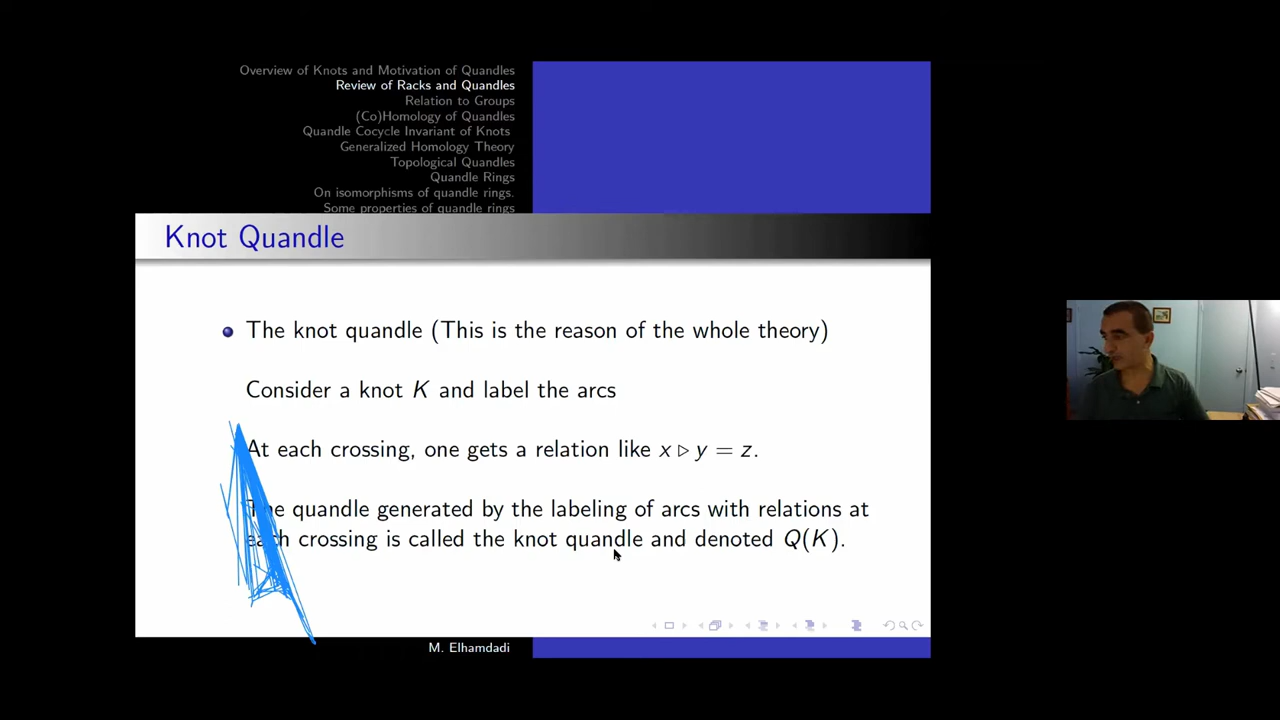 Overview of Knots and Motivation of Quandles
Review of Racks and Quandles
Relation to Groups
(Co)Homology of Quandles
Quandle Cocycle Invariant of Knots
Generalized Homology Theory
Topological Quandles
Quandle Rings
On isomorphisms of quandle rings.
Some properties of quandle rings
Knot Quandle
The knot quandle (This is the reason of the whole theory)
Consider a knot K and label the arcs
At each crossing, one gets a relation like x ▷ y = z.
The quandle generated by the labeling of arcs with relations at
each crossing is called the knot quandle and denoted Q(K).
M. Elhamdadi